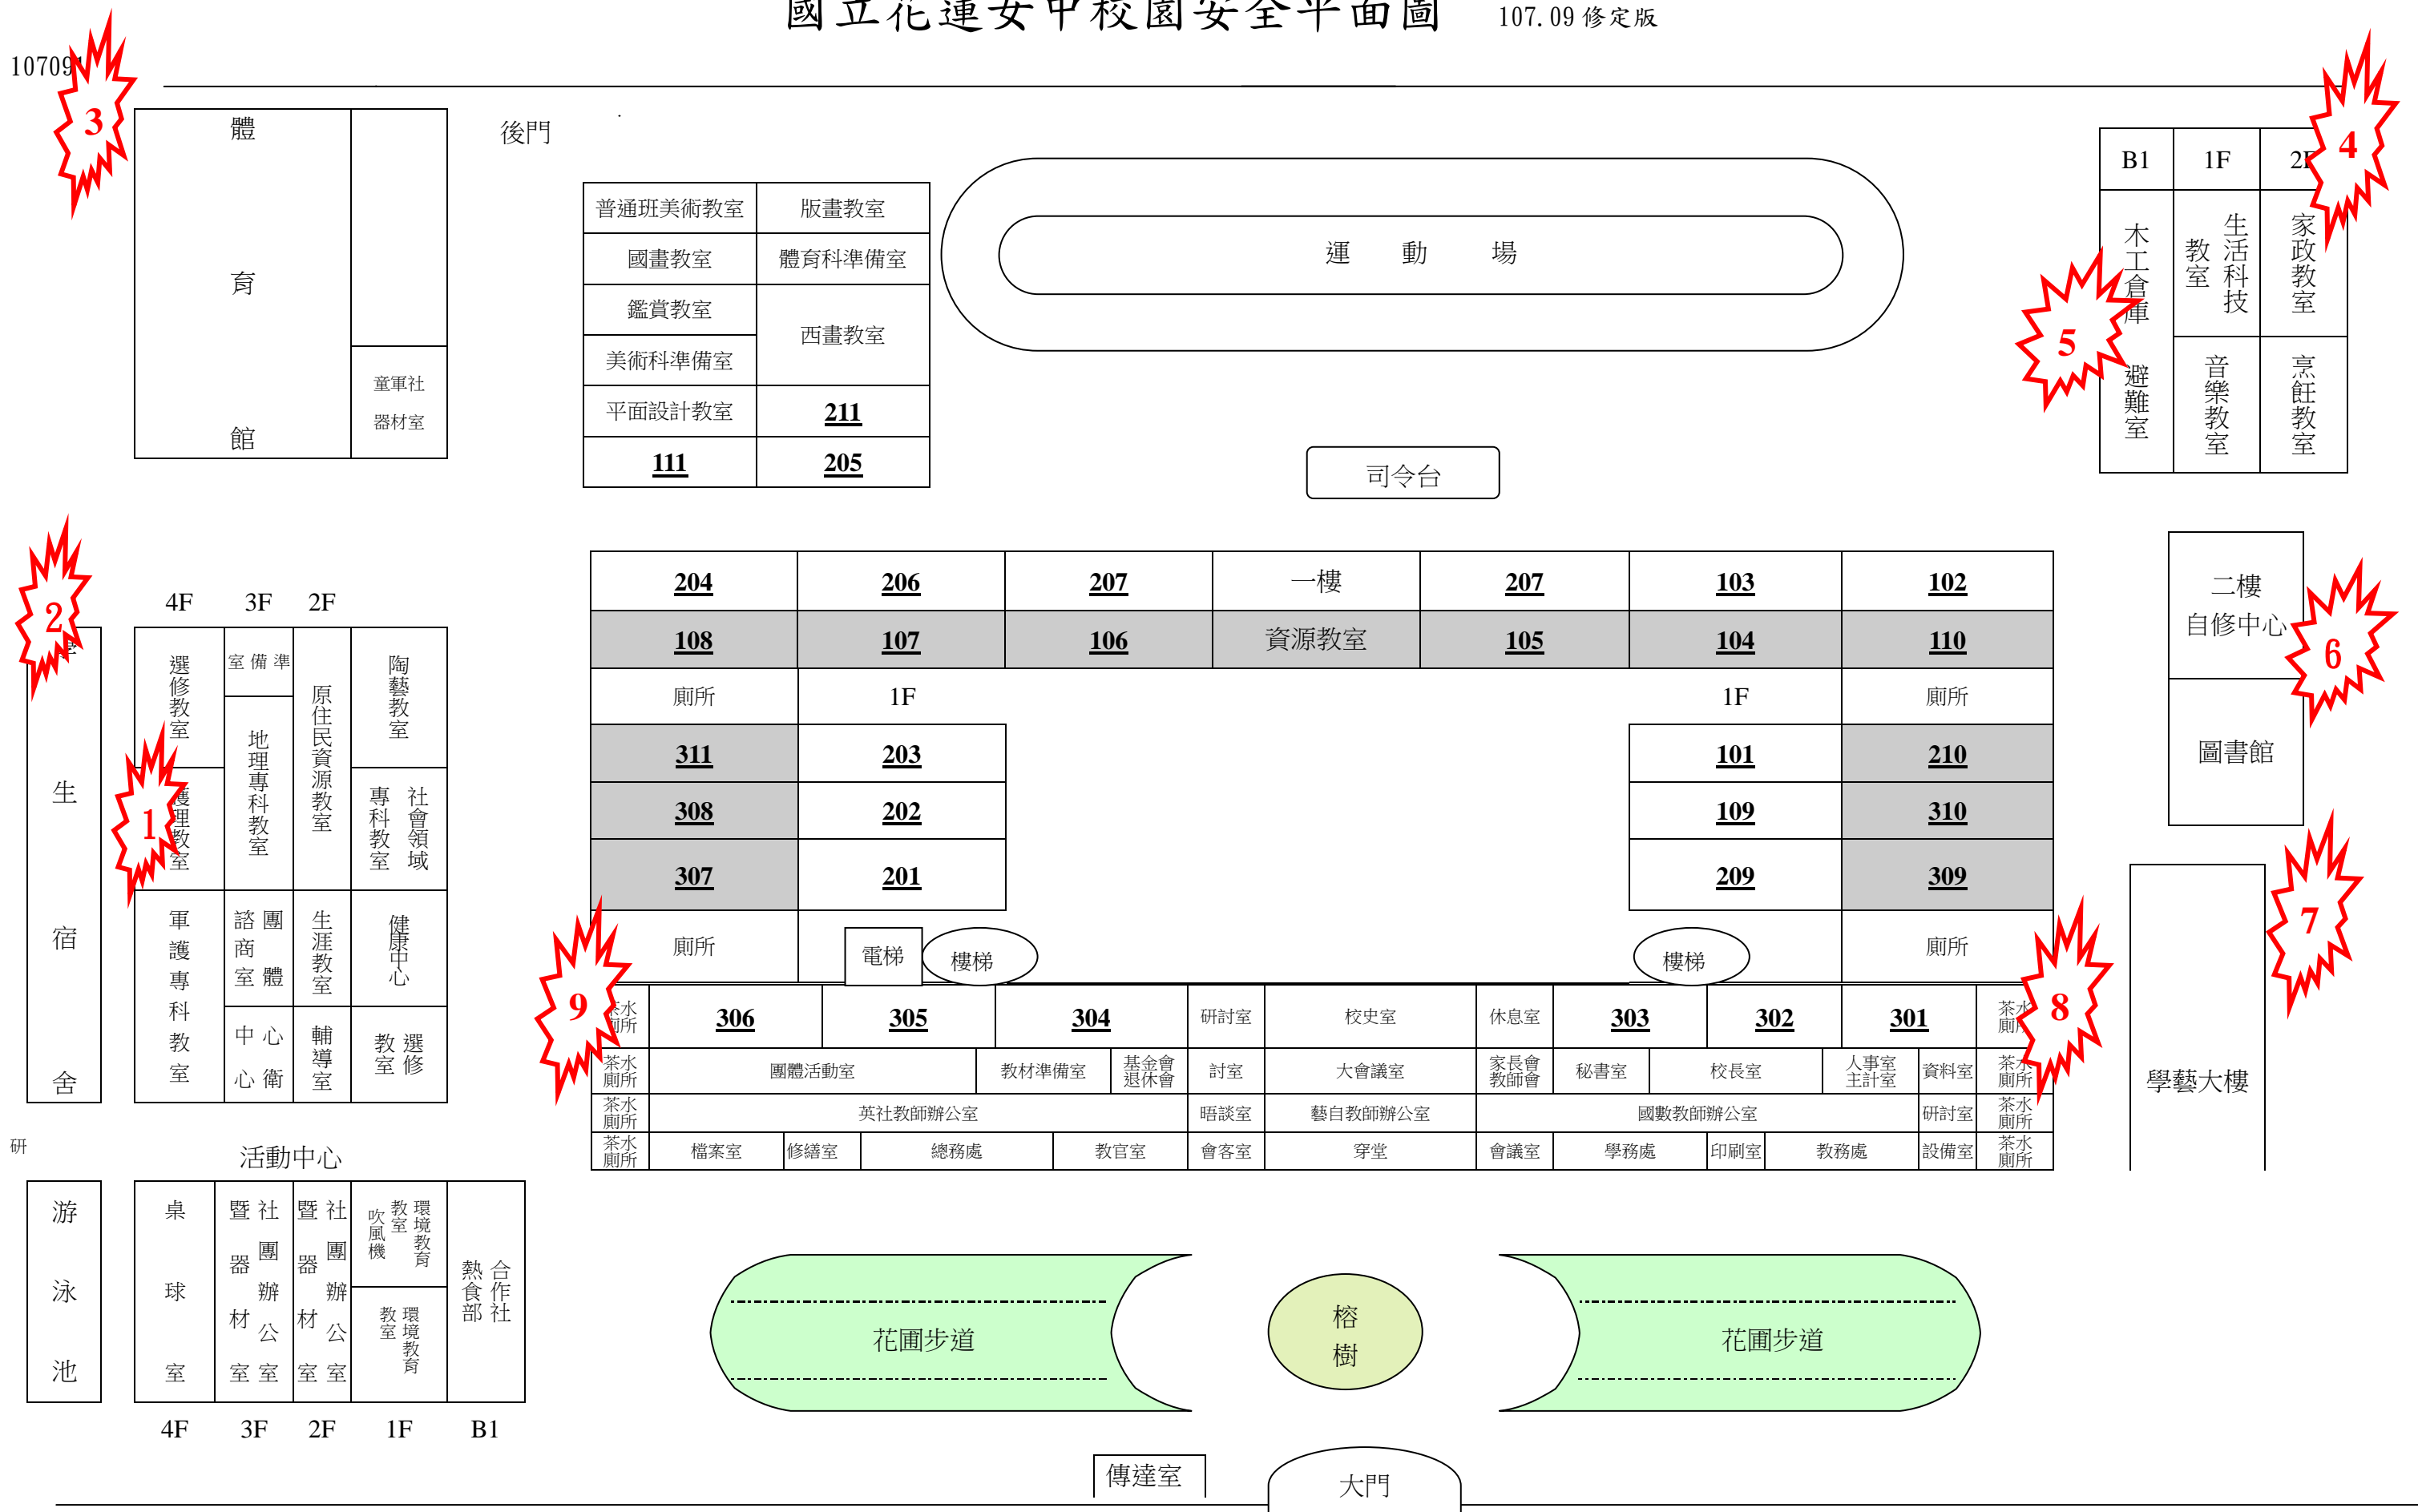 國立花蓮女中校園安全平面圖 107.09修定版
107091
3
4
體育館
童軍社
器材室
後門
普通班美術教室 版畫教室
國畫教室 體育科準備室
鑑賞教室
西畫教室
美術科準備室
平面設計教室 211
111 205
運動場
司令台
B1 1F 2F
木工倉庫 避難室
生活科技教室
家政教室
音樂教室
烹飪教室
5
2
生宿舍
4F 3F 2F
選修教室
準備室
原住民資源教室
陶藝教室
地理專科教室
護理教室
社會領域專科教室
1
軍護專科教室
團體諮商室
生涯教室
健康中心
心衛中心
輔導室
選修教室
204 206 207 一樓 207 103 102
108 107 106 資源教室 105 104 110
廁所 1F 1F 廁所
311 203 101 210
308 202 109 310
307 201 209 309
廁所 電梯 樓梯 樓梯 廁所
9
8
茶水廁所 306 305 304 研討室 校史室 休息室 303 302 301 茶水廁所
茶水廁所 團體活動室 教材準備室 基金會退休會 討室 大會議室 家長會教師會 秘書室 校長室 人事室主計室 資料室 茶水廁所
茶水廁所 英社教師辦公室 晤談室 藝自教師辦公室 國數教師辦公室 研討室 茶水廁所
茶水廁所 檔案室 修繕室 總務處 教官室 會客室 穿堂 會議室 學務處 印刷室 教務處 設備室 茶水廁所
二樓
自修中心
6
圖書館
7
學藝大樓
研
活動中心
游泳池
桌球室
社團辦公室暨器材室
社團辦公室暨器材室
環境教育教室吹風機
環境教育教室
合作社熱食部
4F 3F 2F 1F B1
花圃步道
榕樹
花圃步道
傳達室
大門